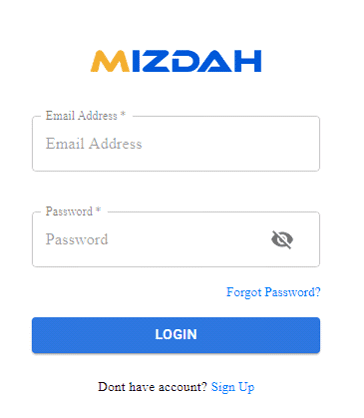 MIZDAH
Email Address *
Email Address
Password *
Password
Forgot Password?
LOGIN
Dont have account? Sign Up